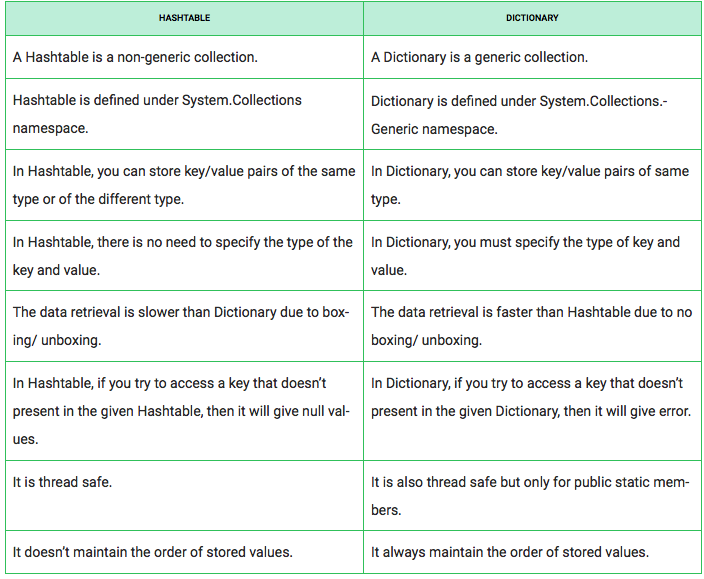 HASHTABLE DICTIONARY
A Hashtable is a non-generic collection. A Dictionary is a generic collection.
Hashtable is defined under System.Collections
namespace.
Dictionary is defined under System.Collections.-
Generic namespace.
In Hashtable, you can store key/value pairs of the same
type or of the different type.
In Dictionary, you can store key/value pairs of same
type.
In Hashtable, there is no need to specify the type of the
key and value.
In Dictionary, you must specify the type of key and
value.
The data retrieval is slower than Dictionary due to box-
ing/ unboxing.
The data retrieval is faster than Hashtable due to no
boxing/ unboxing.
In Hashtable, if you try to access a key that doesn’t
present in the given Hashtable, then it will give null val-
ues.
In Dictionary, if you try to access a key that doesn’t
present in the given Dictionary, then it will give error.
It is thread safe.
It is also thread safe but only for public static mem-
bers.
It doesn’t maintain the order of stored values. It always maintain the order of stored values.